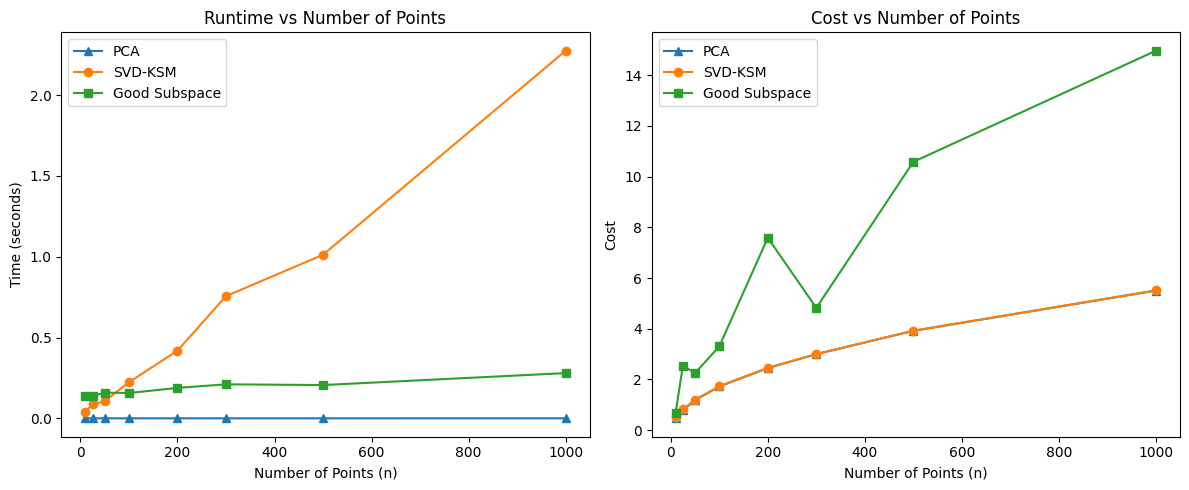 Runtime vs Number of Points
PCA
SVD-KSM
Good Subspace
Time (seconds)
2.0
1.5
1.0
0.5
0.0
0 200 400 600 800 1000
Number of Points (n)
Cost vs Number of Points
PCA
SVD-KSM
Good Subspace
Cost
14
12
10
8
6
4
2
0
0 200 400 600 800 1000
Number of Points (n)